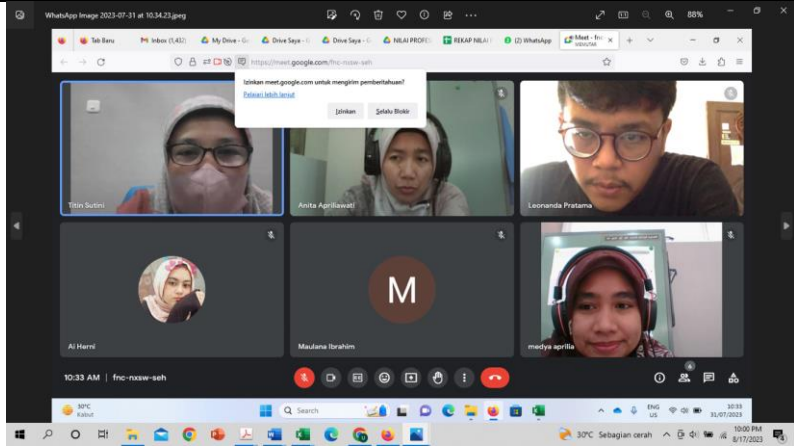 WhatsApp Image 2023-07-31 at 10.34.23.jpeg
88%
Tab Baru
Inbox (1,432)
My Drive - G
Drive Saya
Drive Saya
NILAI PROFE
REKAP NILAI
(2) WhatsApp
Meet - fnc
https://meet.google.com/fnc-nxsw-seh
Izinkan meet.google.com untuk mengirim pemberitahuan?
Pelajari lebih lanjut
Izinkan
Selalu Blokir
Titin Sutini
Anita Apriliawati
Leonanda Pratama
Ai Herni
M
Maulana Ibrahim
medya aprilia
10:33 AM | fnc-nxsw-seh
6
30°C
Kabut
Search
ENG
US
10:33
31/07/2023
30°C Sebagian cerah
10:00 PM
8/17/2023